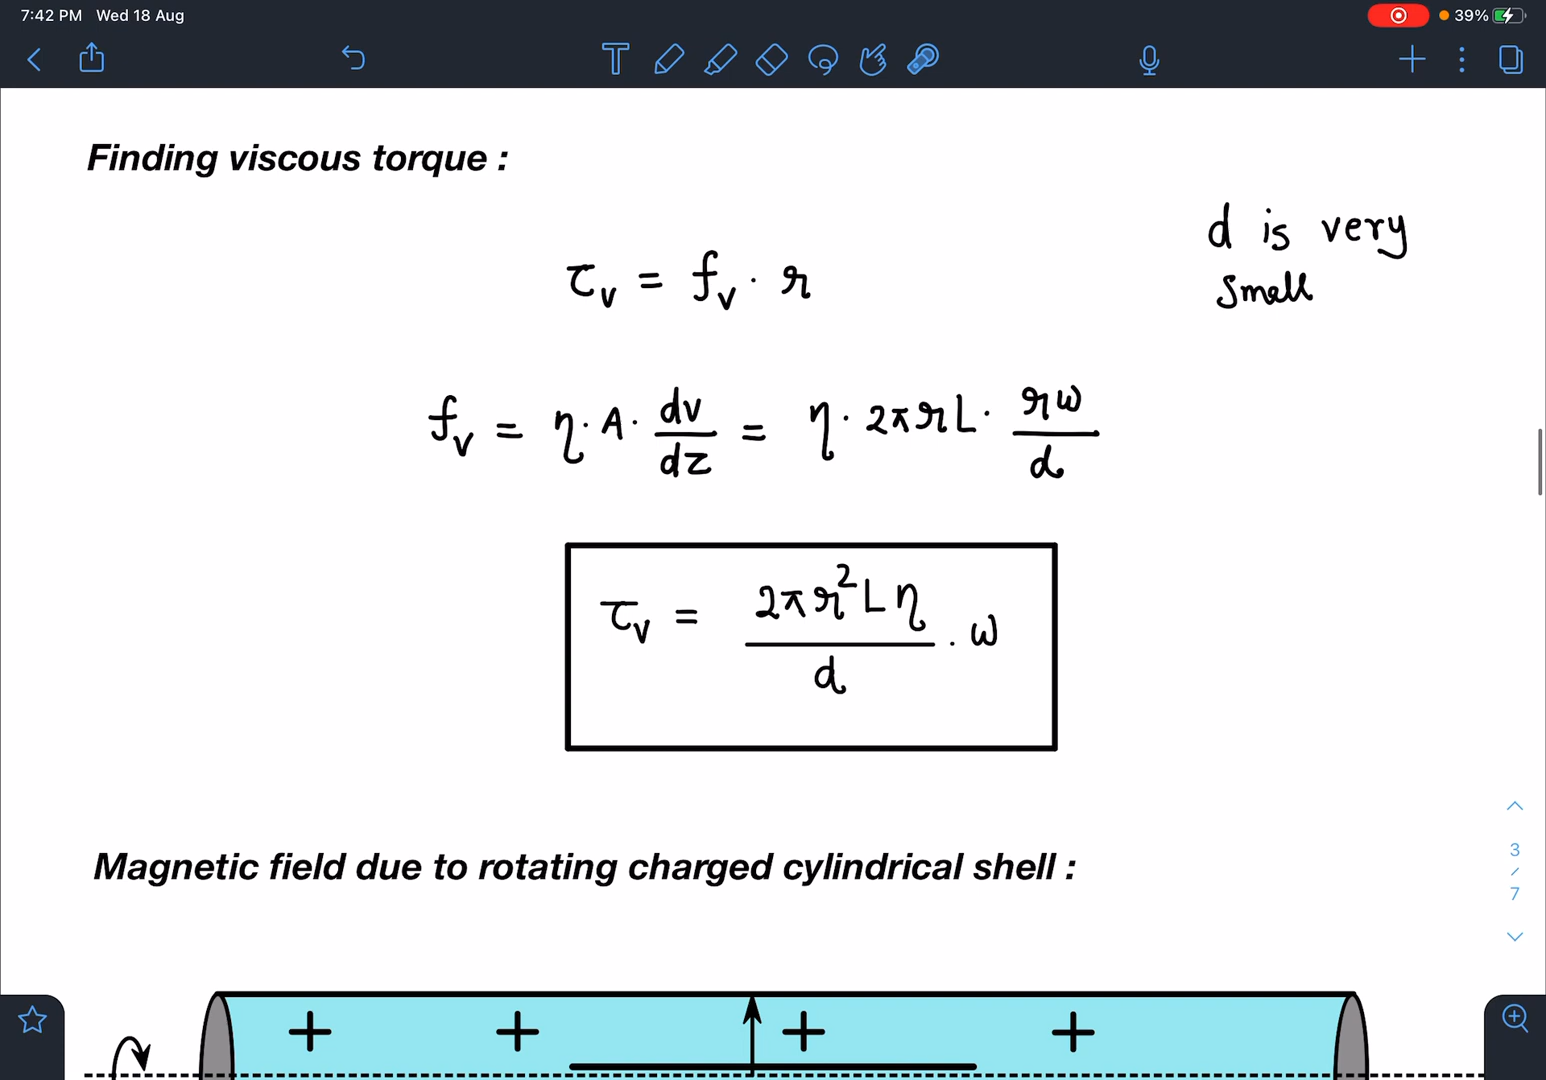 7:42 PM Wed 18 Aug
39%
T
Finding viscous torque :
d is very
small
τᵥ = fᵥ · r
fᵥ = η · A · dv/dz = η · 2πrL · rω/d
τᵥ = 2πr²Lη/d · ω
3
/
7
Magnetic field due to rotating charged cylindrical shell :
+ + + +